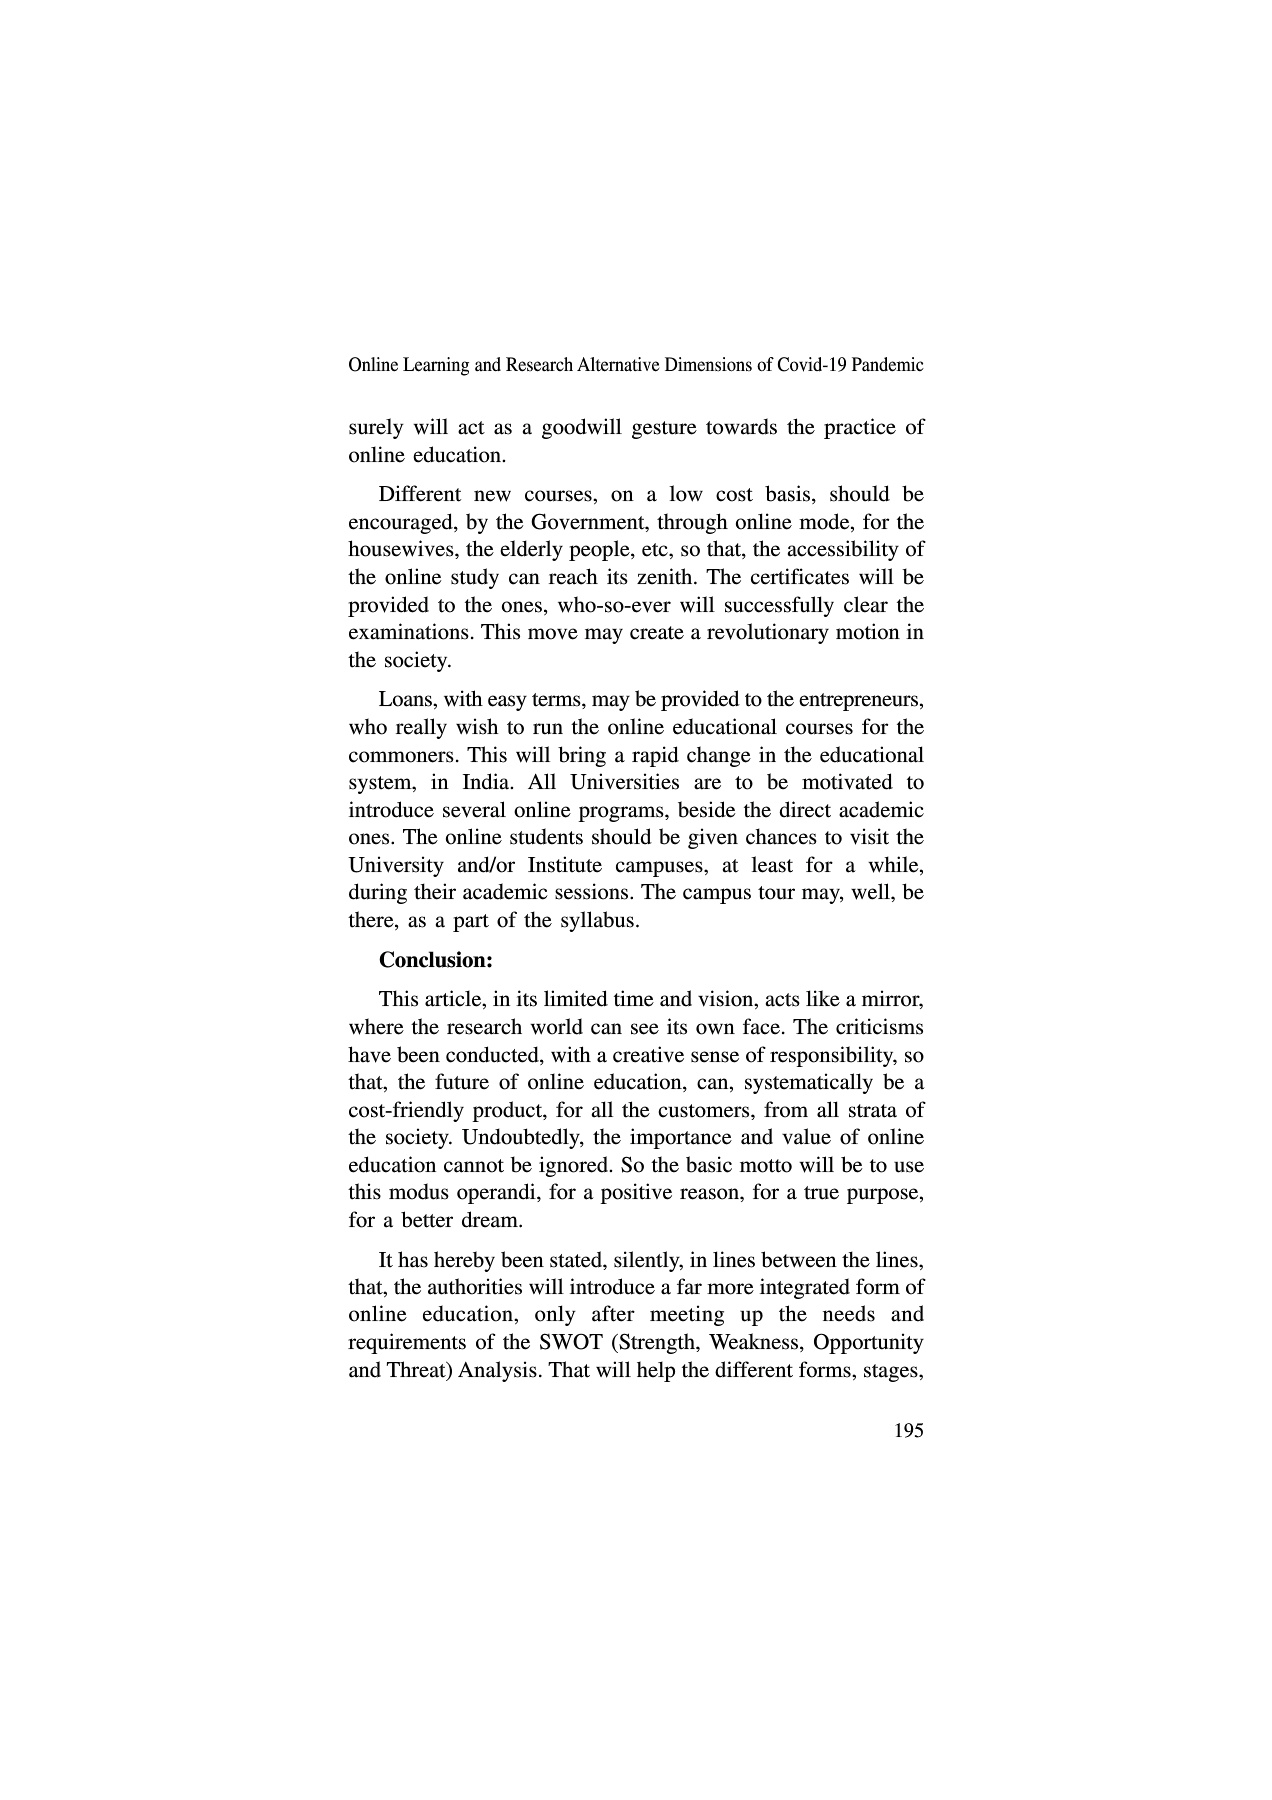 Online Learning and Research Alternative Dimensions of Covid-19 Pandemic
surely will act as a goodwill gesture towards the practice of
online education.
Different new courses, on a low cost basis, should be
encouraged, by the Government, through online mode, for the
housewives, the elderly people, etc, so that, the accessibility of
the online study can reach its zenith. The certificates will be
provided to the ones, who-so-ever will successfully clear the
examinations. This move may create a revolutionary motion in
the society.
Loans, with easy terms, may be provided to the entrepreneurs,
who really wish to run the online educational courses for the
commoners. This will bring a rapid change in the educational
system, in India. All Universities are to be motivated to
introduce several online programs, beside the direct academic
ones. The online students should be given chances to visit the
University and/or Institute campuses, at least for a while,
during their academic sessions. The campus tour may, well, be
there, as a part of the syllabus.
Conclusion:
This article, in its limited time and vision, acts like a mirror,
where the research world can see its own face. The criticisms
have been conducted, with a creative sense of responsibility, so
that, the future of online education, can, systematically be a
cost-friendly product, for all the customers, from all strata of
the society. Undoubtedly, the importance and value of online
education cannot be ignored. So the basic motto will be to use
this modus operandi, for a positive reason, for a true purpose,
for a better dream.
It has hereby been stated, silently, in lines between the lines,
that, the authorities will introduce a far more integrated form of
online education, only after meeting up the needs and
requirements of the SWOT (Strength, Weakness, Opportunity
and Threat) Analysis. That will help the different forms, stages,
195